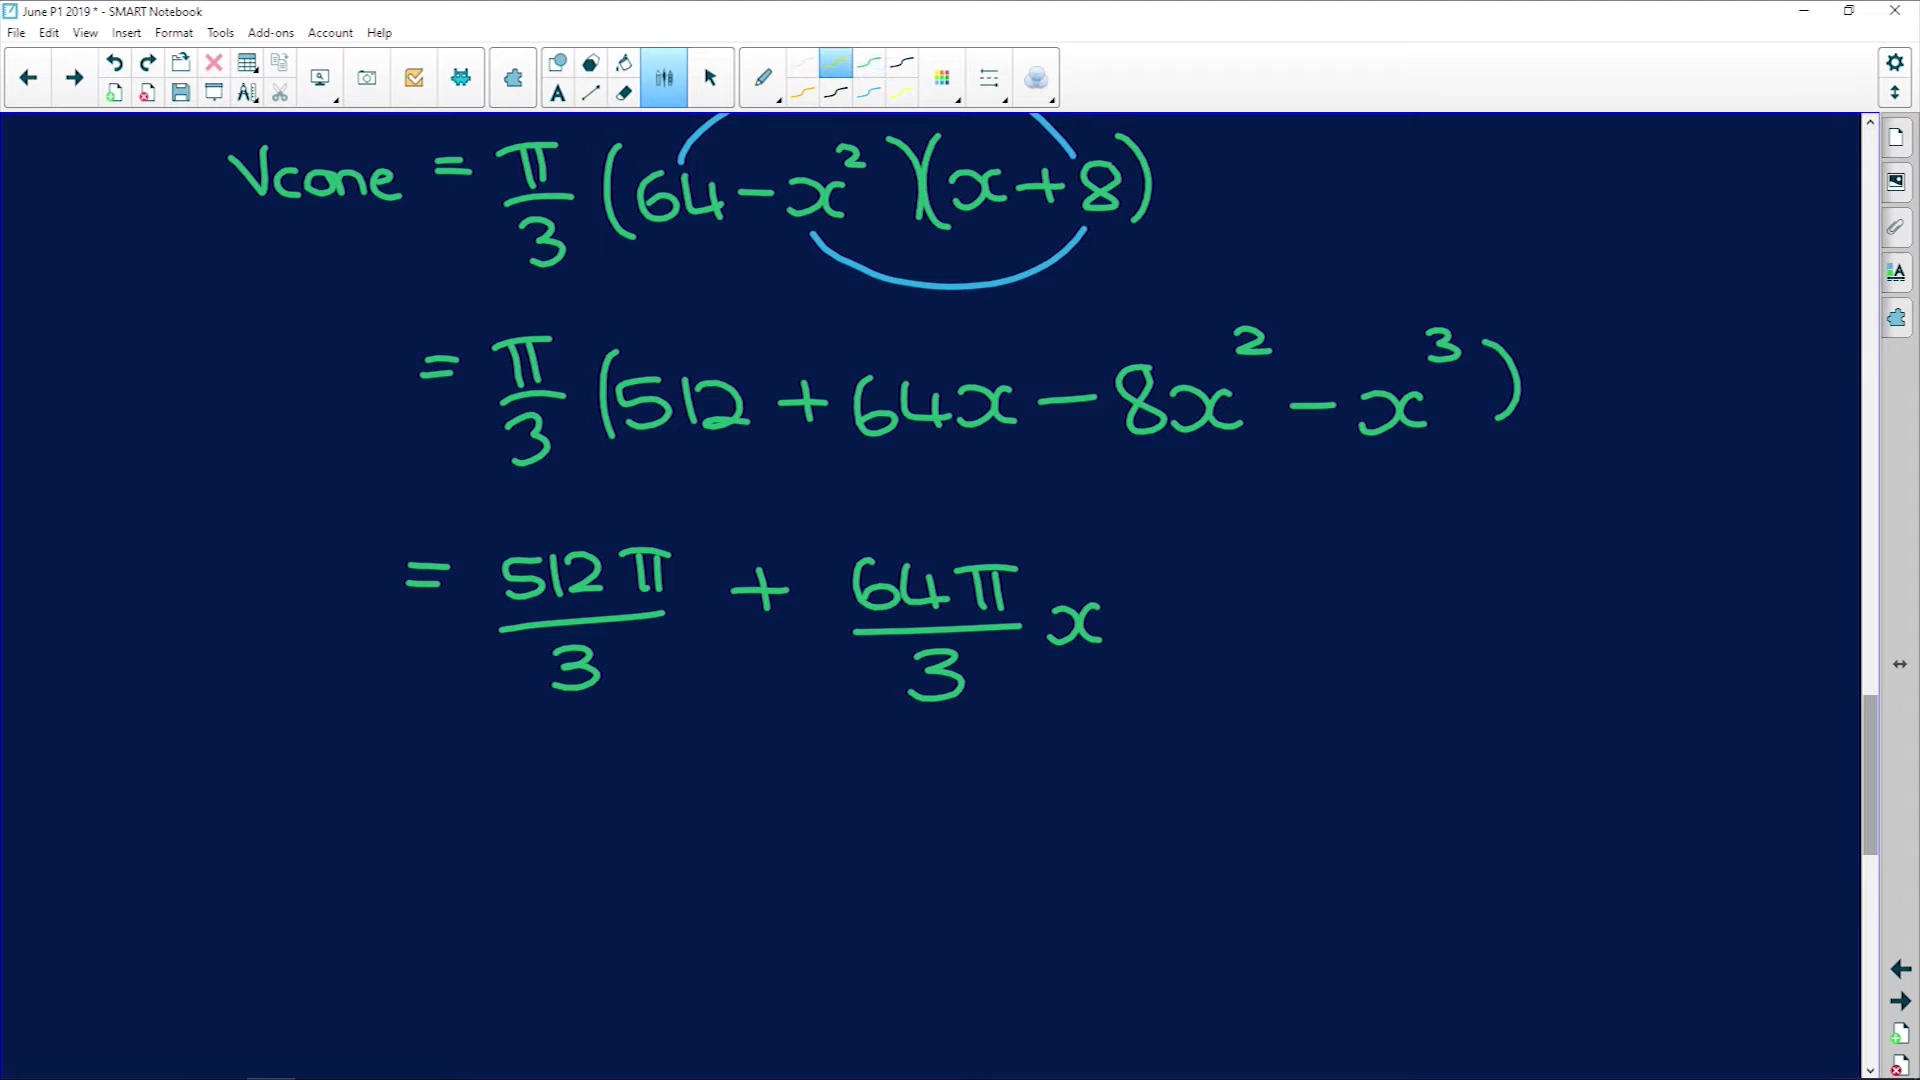 June P1 2019 * - SMART Notebook
File Edit View Insert Format Tools Add-ons Account Help
Vcone = π/3 (64 - x²)(x + 8)
= π/3 (512 + 64x - 8x² - x³)
= 512π/3 + 64π/3 x